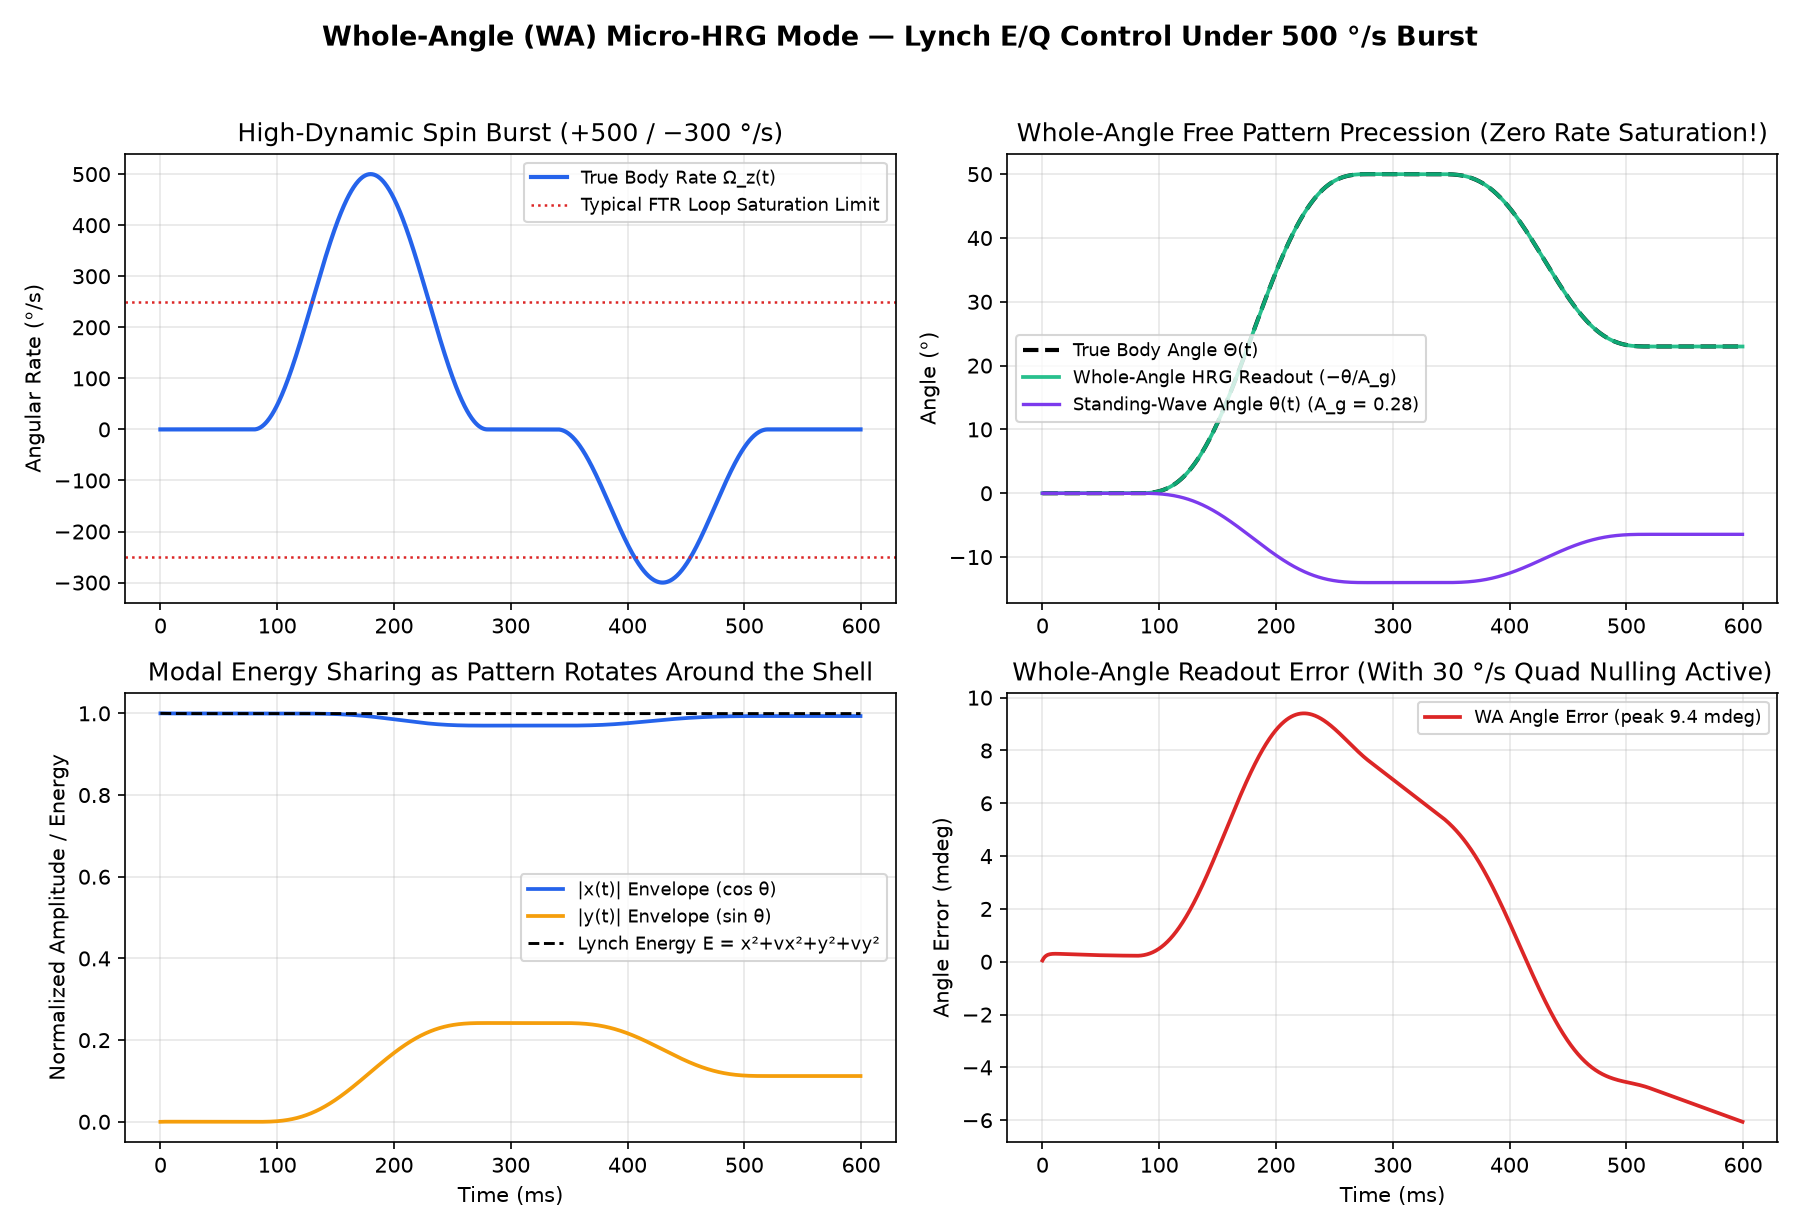 Whole-Angle (WA) Micro-HRG Mode — Lynch E/Q Control Under 500 °/s Burst
High-Dynamic Spin Burst (+500 / −300 °/s)
Angular Rate (°/s)
500
400
300
200
100
0
−100
−200
−300
True Body Rate Ω_z(t)
Typical FTR Loop Saturation Limit
0 100 200 300 400 500 600
Whole-Angle Free Pattern Precession (Zero Rate Saturation!)
Angle (°)
50
40
30
20
10
0
−10
True Body Angle Θ(t)
Whole-Angle HRG Readout (−θ/A_g)
Standing-Wave Angle θ(t) (A_g = 0.28)
0 100 200 300 400 500 600
Modal Energy Sharing as Pattern Rotates Around the Shell
Normalized Amplitude / Energy
1.0
0.8
0.6
0.4
0.2
0.0
|x(t)| Envelope (cos θ)
|y(t)| Envelope (sin θ)
Lynch Energy E = x²+vx²+y²+vy²
0 100 200 300 400 500 600
Time (ms)
Whole-Angle Readout Error (With 30 °/s Quad Nulling Active)
Angle Error (mdeg)
10
8
6
4
2
0
−2
−4
−6
WA Angle Error (peak 9.4 mdeg)
0 100 200 300 400 500 600
Time (ms)